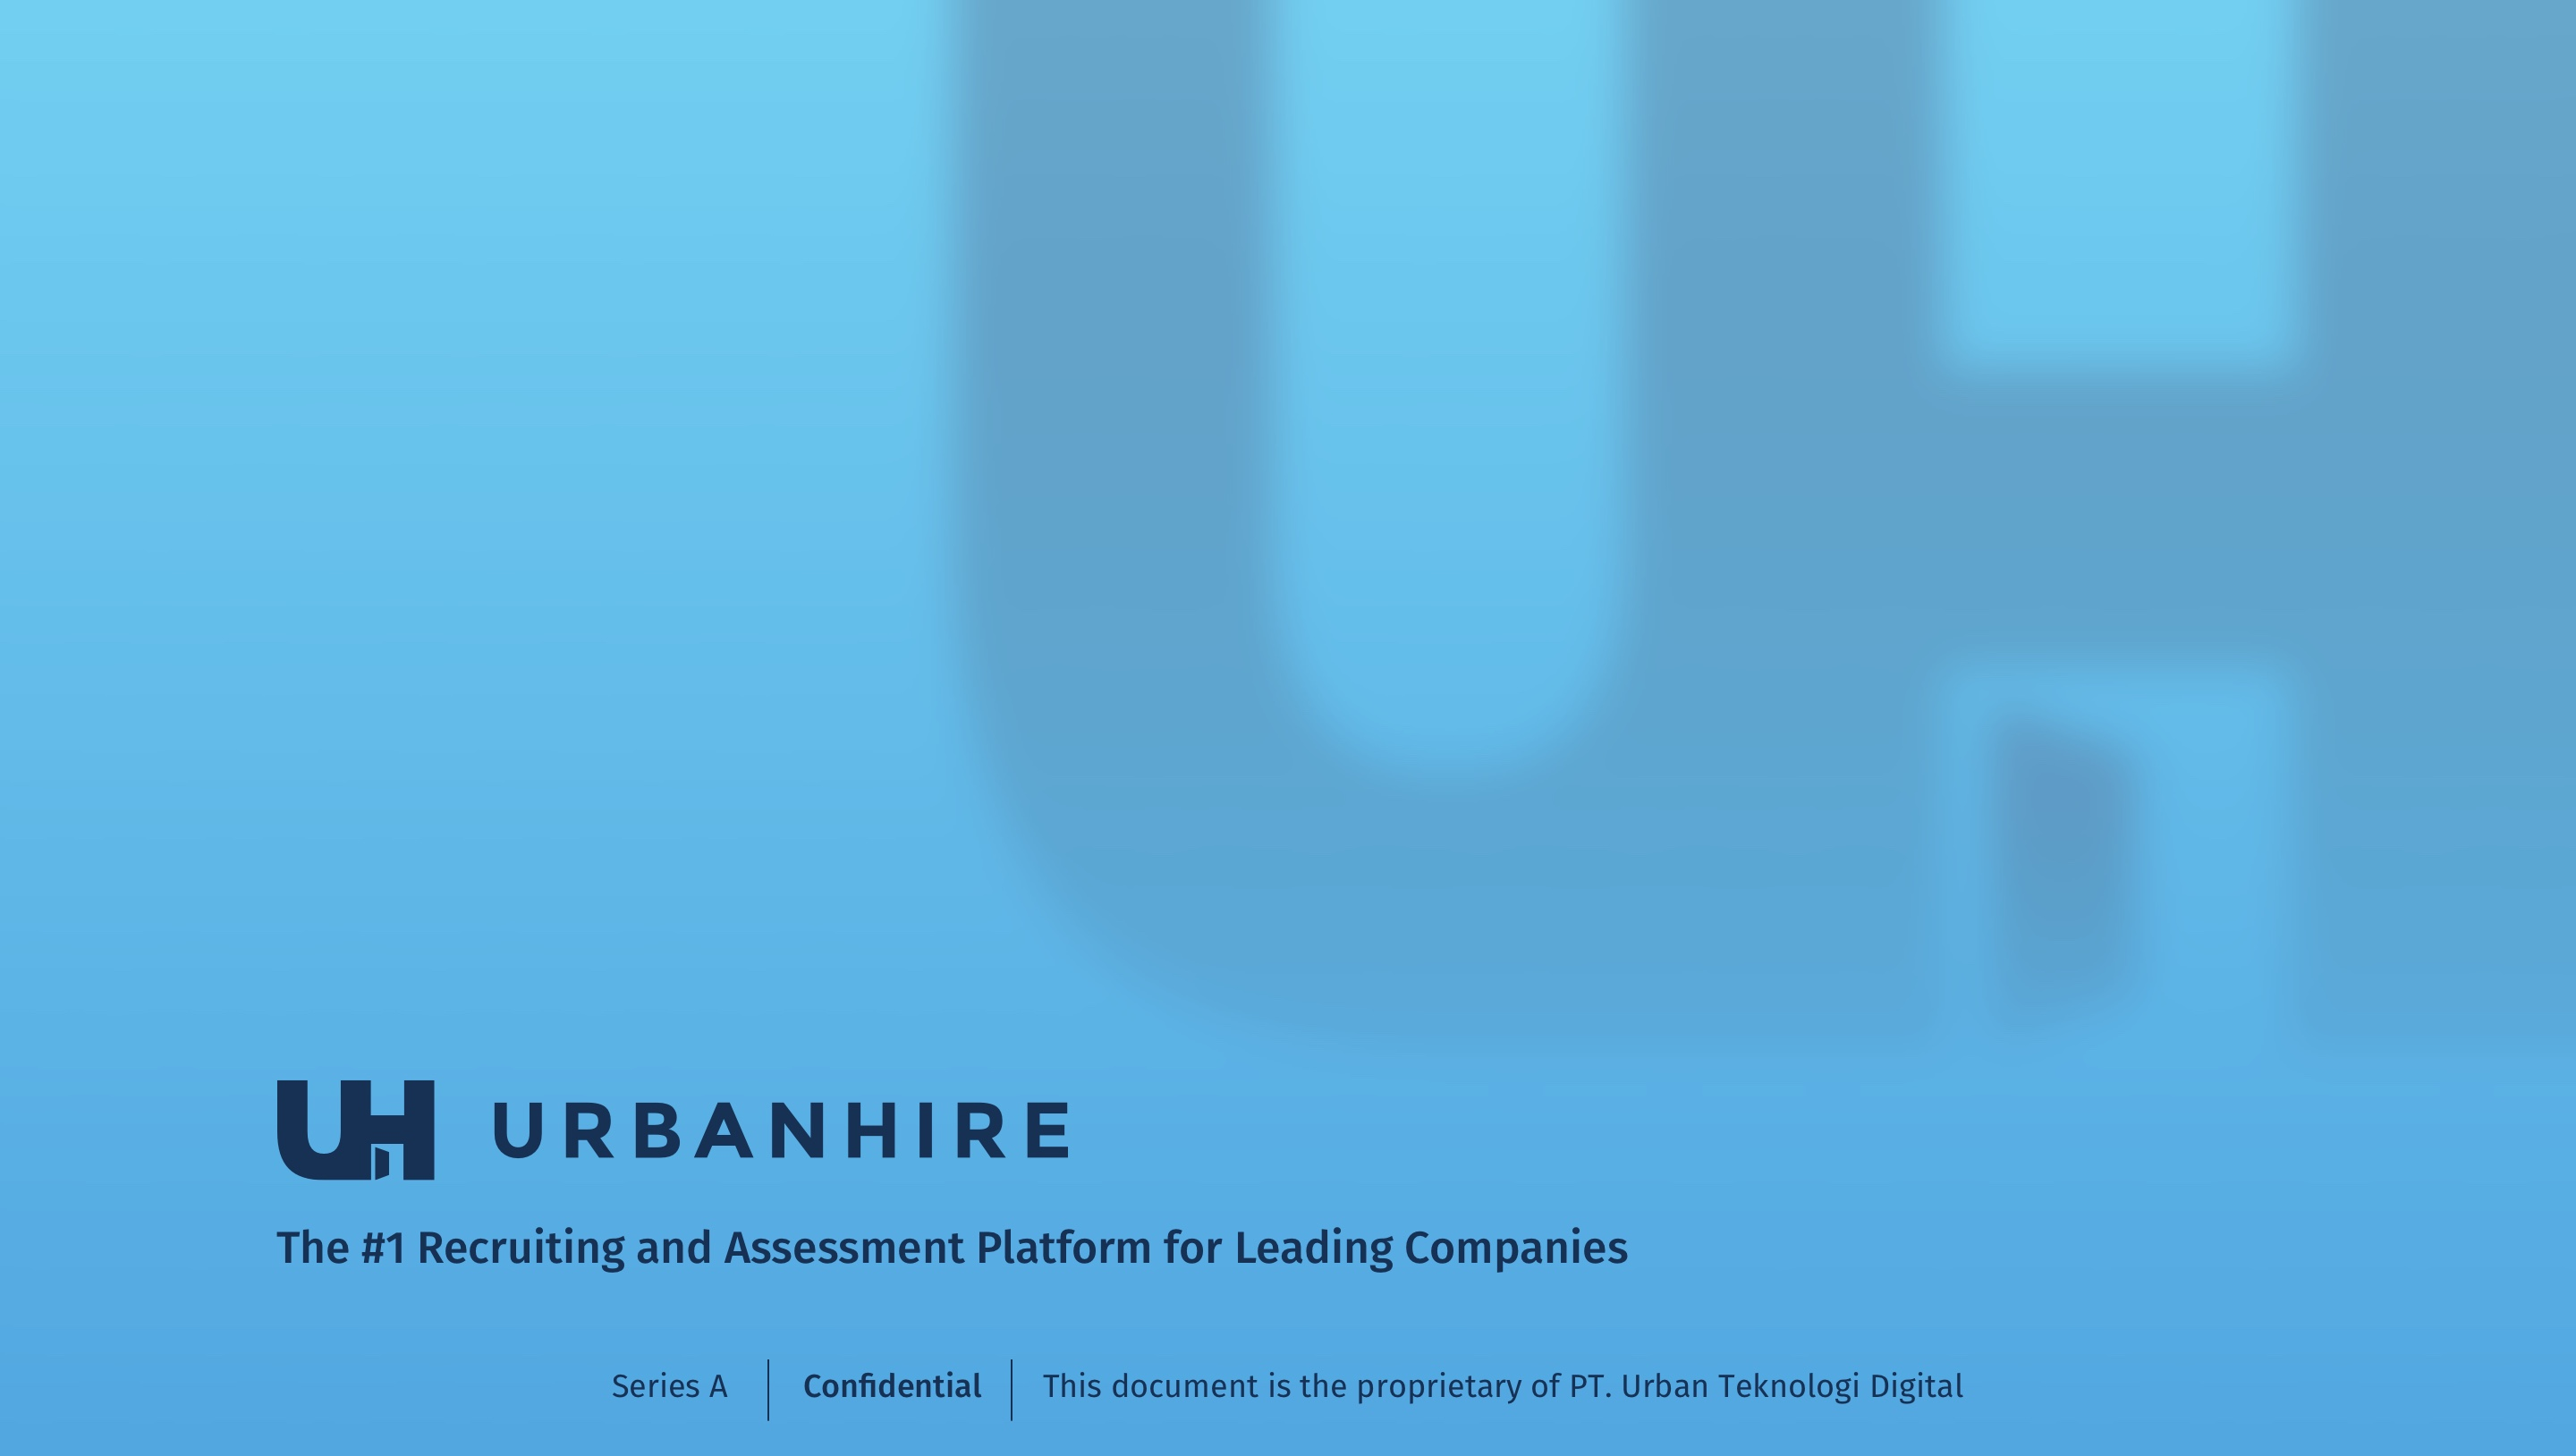 UH URBANHIRE
The #1 Recruiting and Assessment Platform for Leading Companies
Series A | Confidential | This document is the proprietary of PT. Urban Teknologi Digital